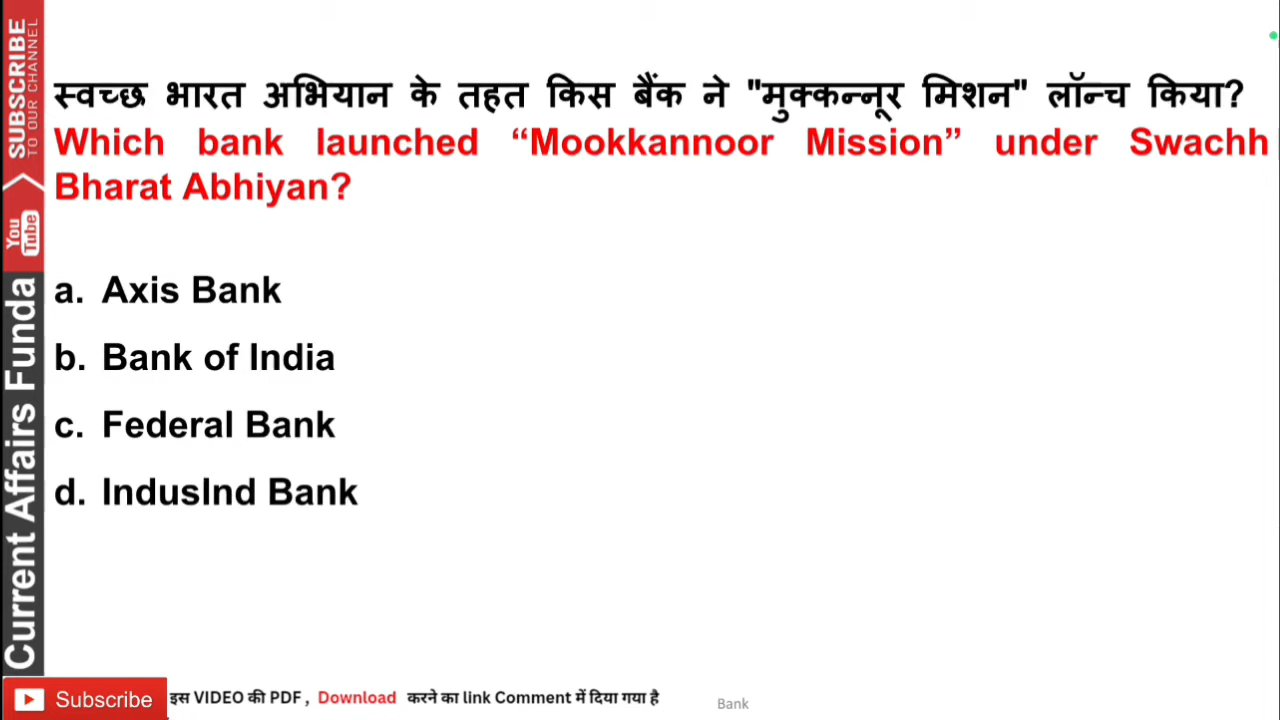 स्वच्छ भारत अभियान के तहत किस बैंक ने "मुक्कन्नूर मिशन" लॉन्च किया?
Which bank launched “Mookkannoor Mission” under Swachh
Bharat Abhiyan?
a. Axis Bank
b. Bank of India
c. Federal Bank
d. IndusInd Bank
SUBSCRIBE
TO OUR CHANNEL
You
Tube
Current Affairs Funda
Subscribe
इस VIDEO की PDF , Download करने का link Comment में दिया गया है
Bank